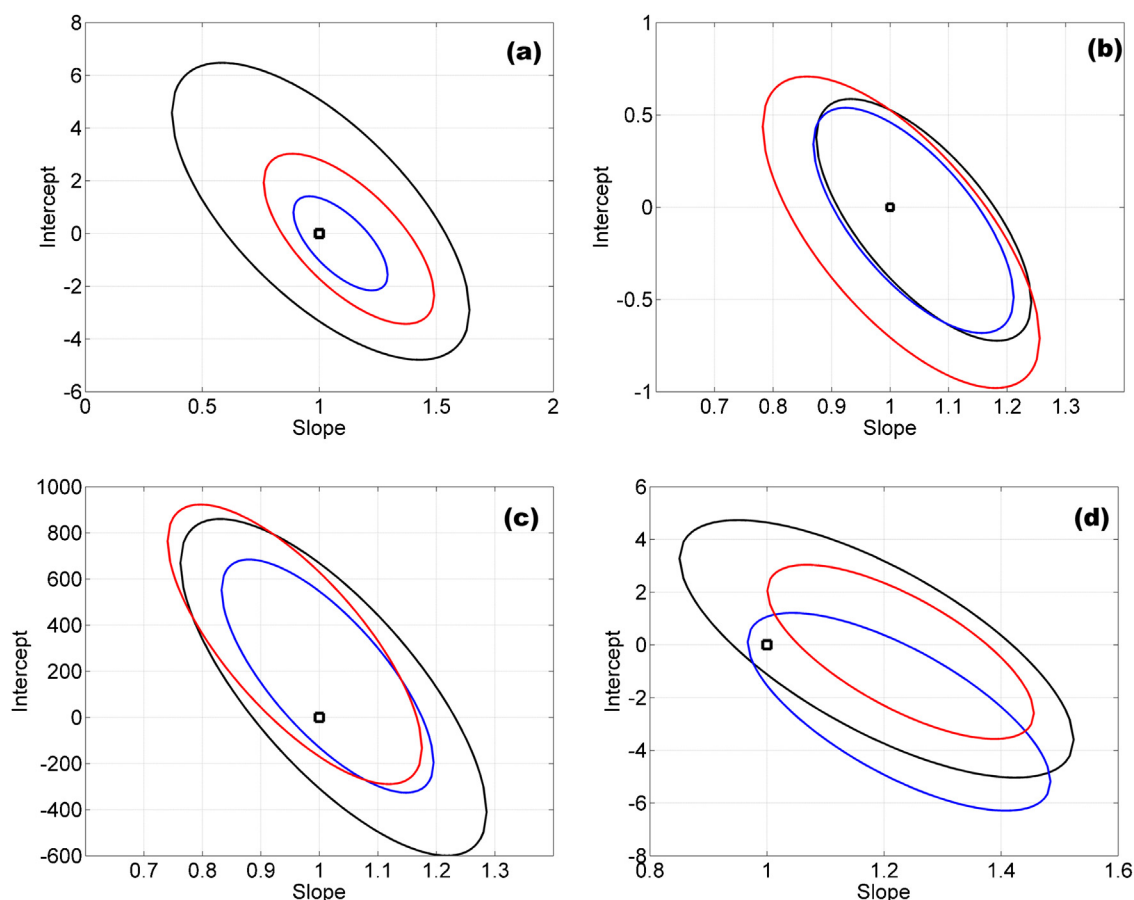 (a)
8
6
4
2
0
-2
-4
-6
Intercept
0 0.5 1 1.5 2
Slope
(b)
1
0.5
0
-0.5
-1
Intercept
0.7 0.8 0.9 1 1.1 1.2 1.3
Slope
(c)
1000
800
600
400
200
0
-200
-400
-600
Intercept
0.7 0.8 0.9 1 1.1 1.2 1.3
Slope
(d)
6
4
2
0
-2
-4
-6
-8
Intercept
0.8 1 1.2 1.4 1.6
Slope